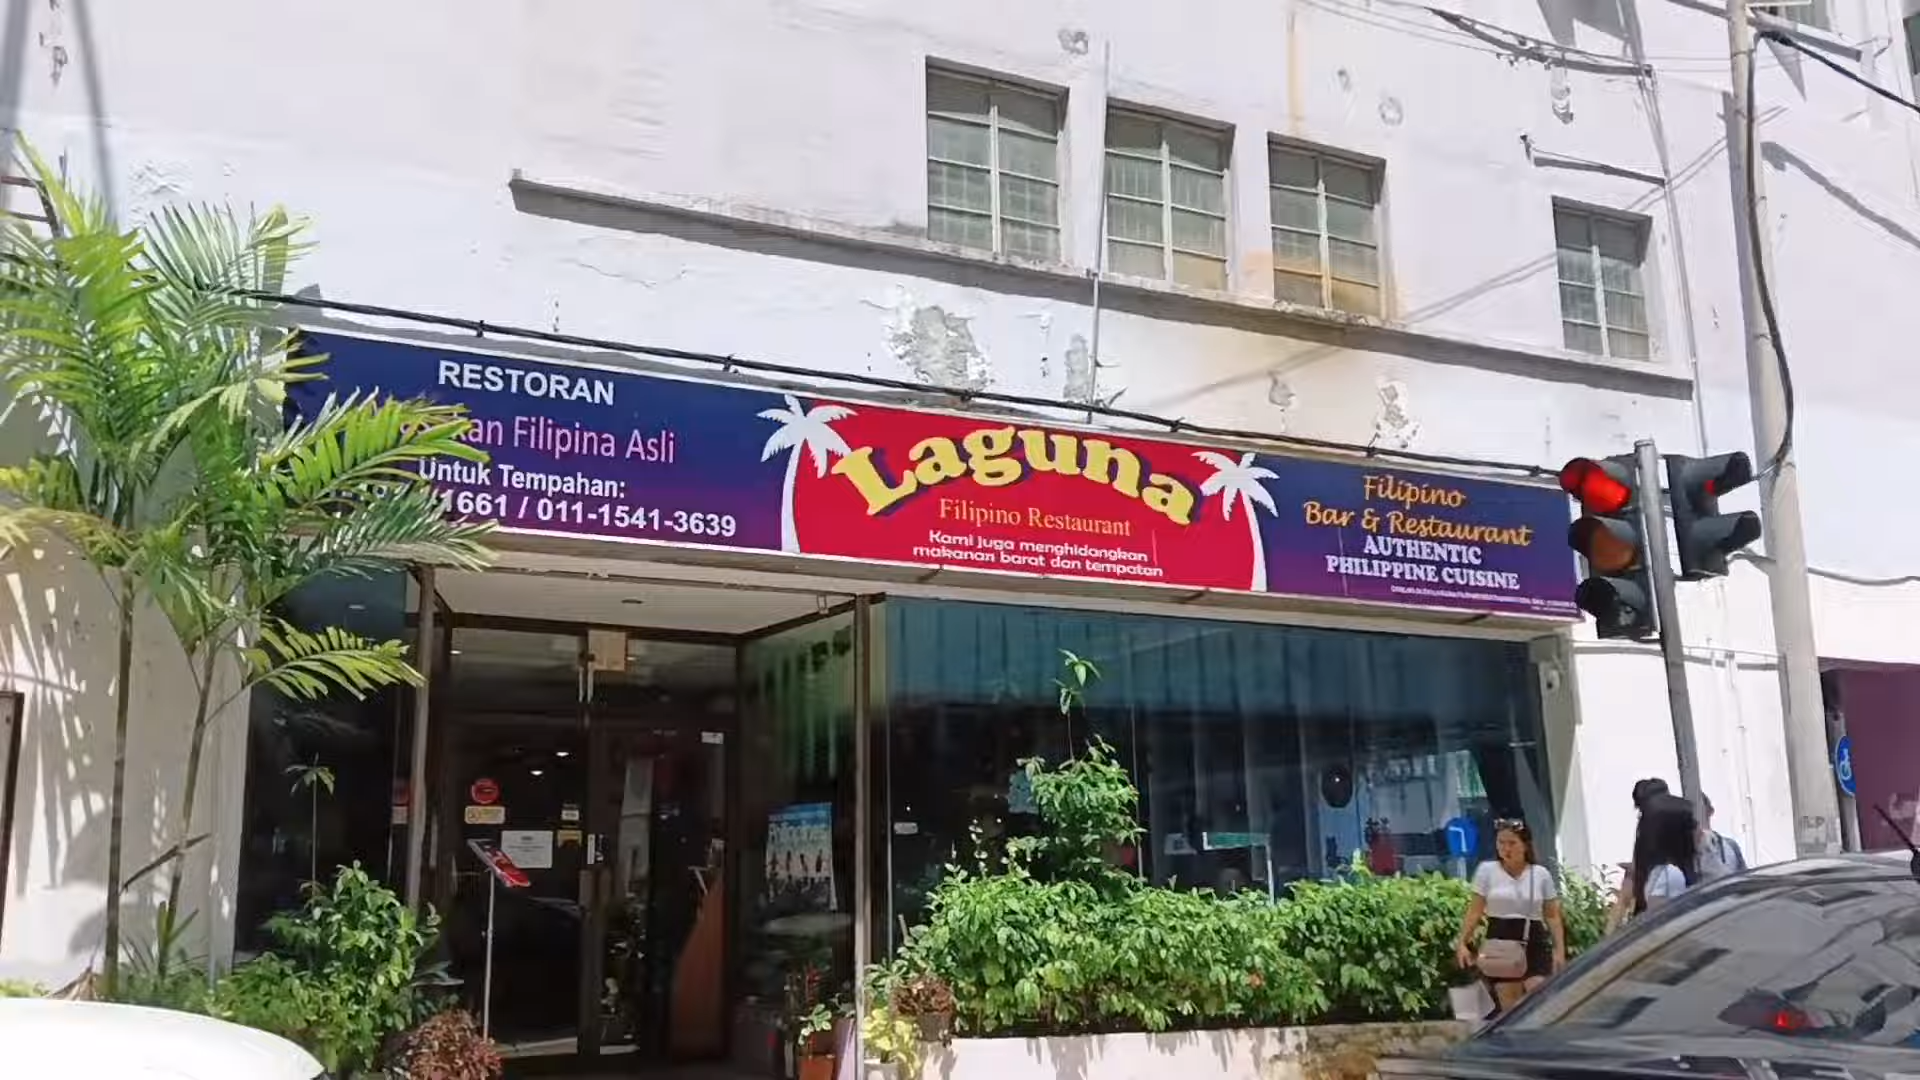 RESTORAN
Filipina Asli
Untuk Tempahan:
1661 / 011-1541-3639
Laguna
Filipino Restaurant
Kami juga menghidangkan
makanan barat dan tempatan
Filipino
Bar & Restaurant
AUTHENTIC
PHILIPPINE CUISINE
Philippines